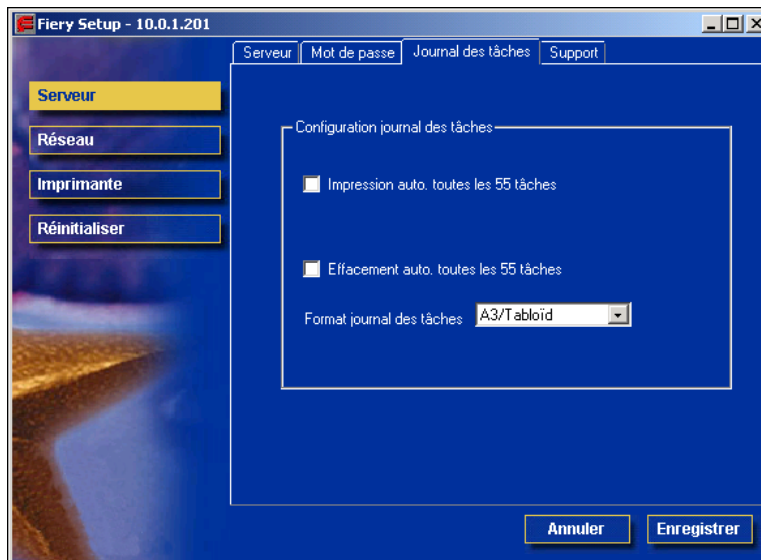 Fiery Setup - 10.0.1.201
Serveur
Mot de passe
Journal des tâches
Support
Serveur
Réseau
Imprimante
Réinitialiser
Configuration journal des tâches
Impression auto. toutes les 55 tâches
Effacement auto. toutes les 55 tâches
Format journal des tâches A3/Tabloïd
Annuler
Enregistrer